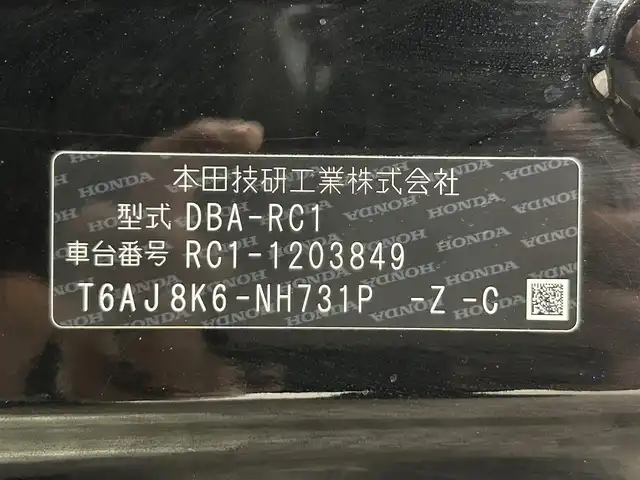 本田技研工業株式会社
型式 DBA-RC1
車台番号 RC1-1203849
T6AJ8K6-NH731P -Z -C